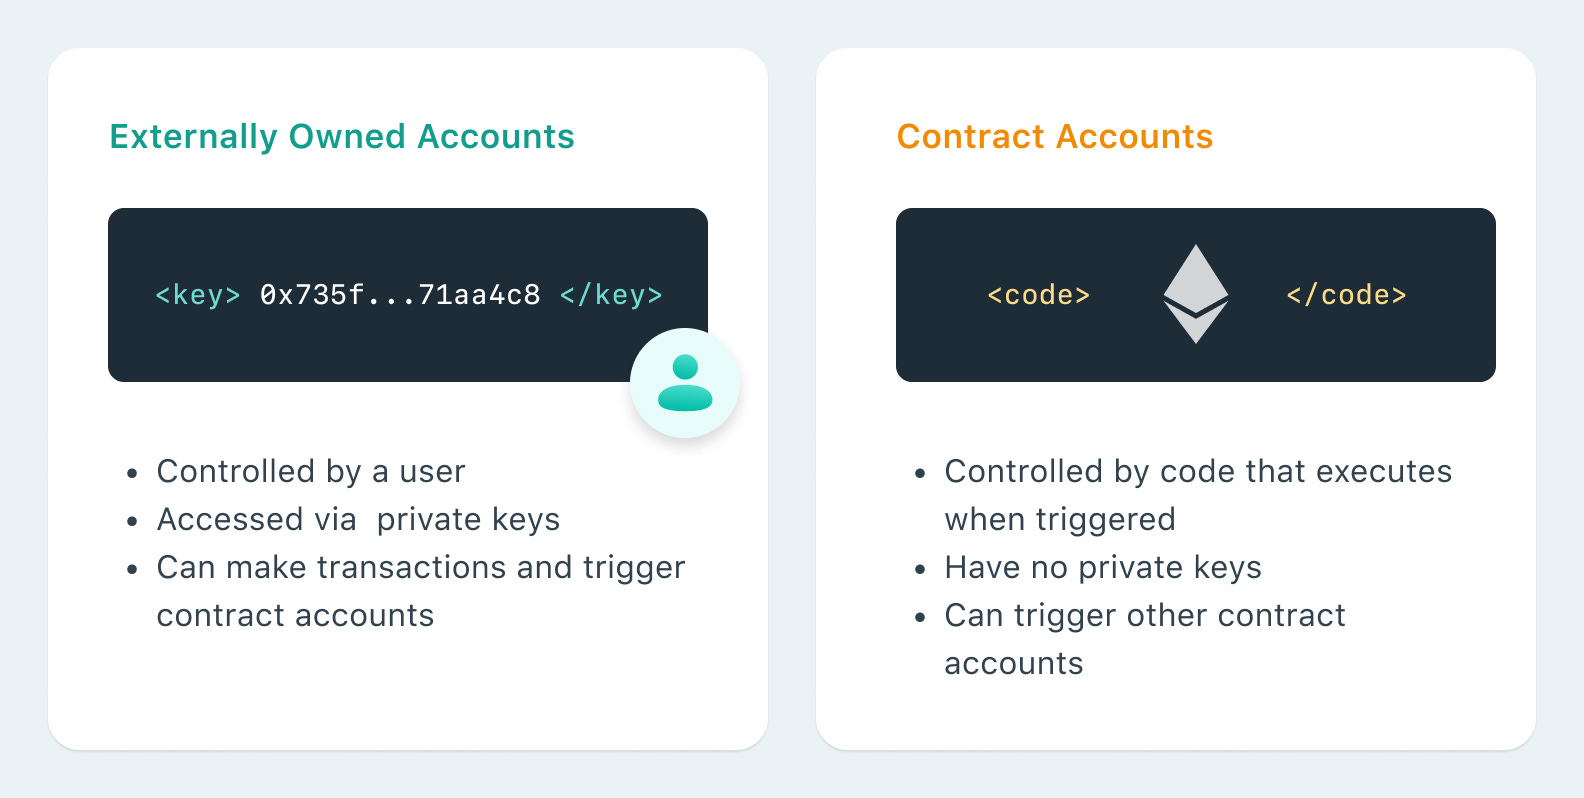 Externally Owned Accounts
<key> 0x735f...71aa4c8 </key>
• Controlled by a user
• Accessed via  private keys
• Can make transactions and trigger
contract accounts
Contract Accounts
<code> </code>
• Controlled by code that executes
when triggered
• Have no private keys
• Can trigger other contract
accounts